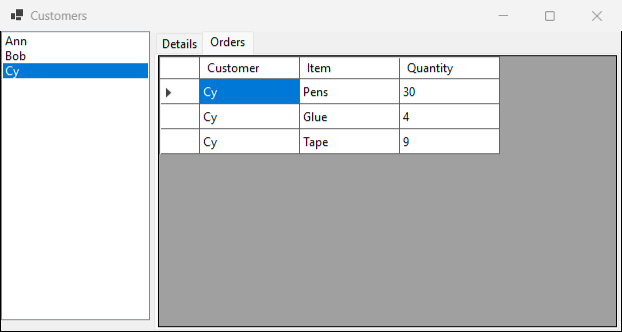 Customers
Ann
Bob
Cy
Details Orders
Customer Item Quantity
Cy Pens 30
Cy Glue 4
Cy Tape 9